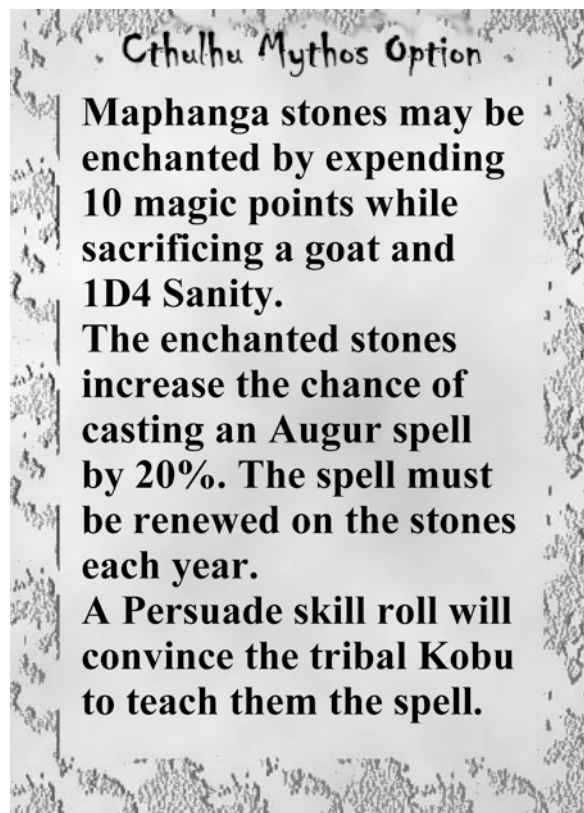 Cthulhu Mythos Option
Maphanga stones may be
enchanted by expending
10 magic points while
sacrificing a goat and
1D4 Sanity.
The enchanted stones
increase the chance of
casting an Augur spell
by 20%. The spell must
be renewed on the stones
each year.
A Persuade skill roll will
convince the tribal Kobu
to teach them the spell.